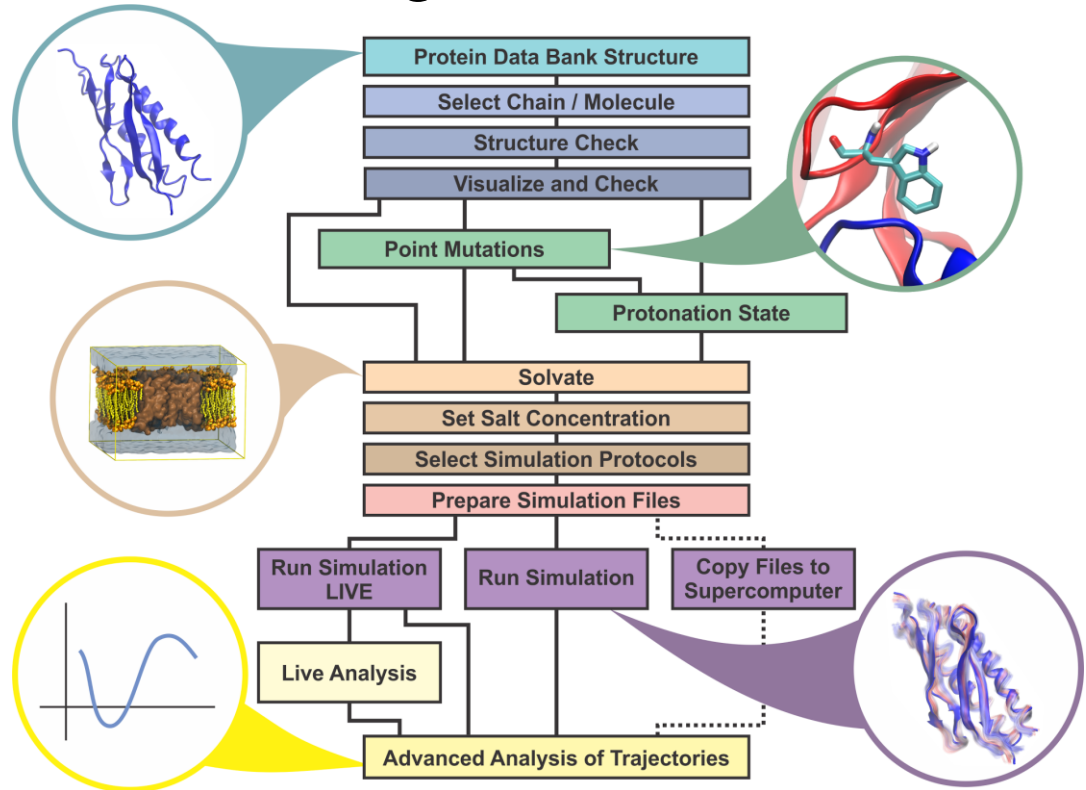 Protein Data Bank Structure
Select Chain / Molecule
Structure Check
Visualize and Check
Point Mutations
Protonation State
Solvate
Set Salt Concentration
Select Simulation Protocols
Prepare Simulation Files
Run Simulation
LIVE
Run Simulation
Copy Files to
Supercomputer
Live Analysis
Advanced Analysis of Trajectories